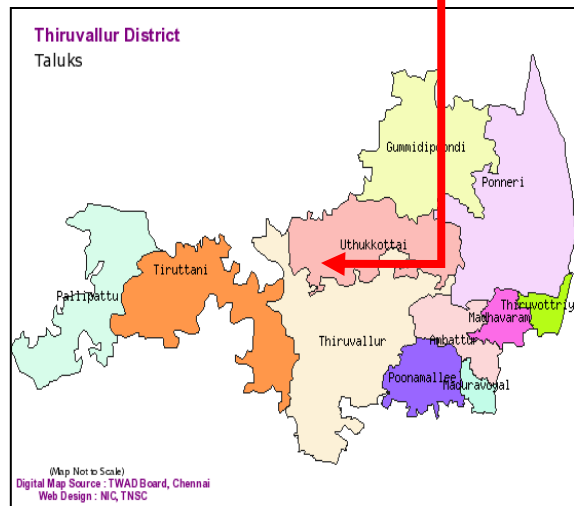 Thiruvallur District
Taluks
Gummidipoondi
Ponneri
Uthukkottai
Tiruttani
Pallipattu
Thiruvottriy
Madhavaram
Ambattur
Thiruvallur
Poonamallee
Maduravoyal
(Map Not to Scale)
Digital Map Source : TWAD Board, Chennai
Web Design : NIC, TNSC